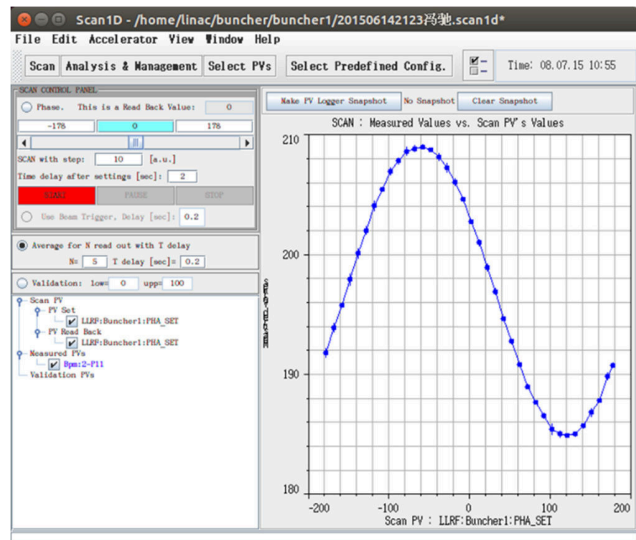 Scan1D - /home/linac/buncher/buncher1/201506142123冯驰.scan1d*
File Edit Accelerator View Window Help
Scan Analysis & Management Select PVs Select Predefined Config. Time: 08.07.15 10:55
SCAN CONTROL PANEL
Phase. This is a Read Back Value: 0
-178 0 178
SCAN with step: 10 [a.u.]
Time delay after settings [sec]: 2
START PAUSE STOP
Use Beam Trigger, Delay [sec]: 0.2
Average for N read out with T delay
N= 5 T delay [sec]= 0.2
Validation: low= 0 upp= 100
Scan PV
PV Set
LLRF:Buncher1:PHA_SET
PV Read Back
LLRF:Buncher1:PHA_SET
Measured PVs
Bpm:2-P11
Validation PVs
Make PV Logger Snapshot No Snapshot Clear Snapshot
SCAN : Measured Values vs. Scan PV's Values
210
200
190
180
-200 -100 0 100 200
Scan PV : LLRF:Buncher1:PHA_SET